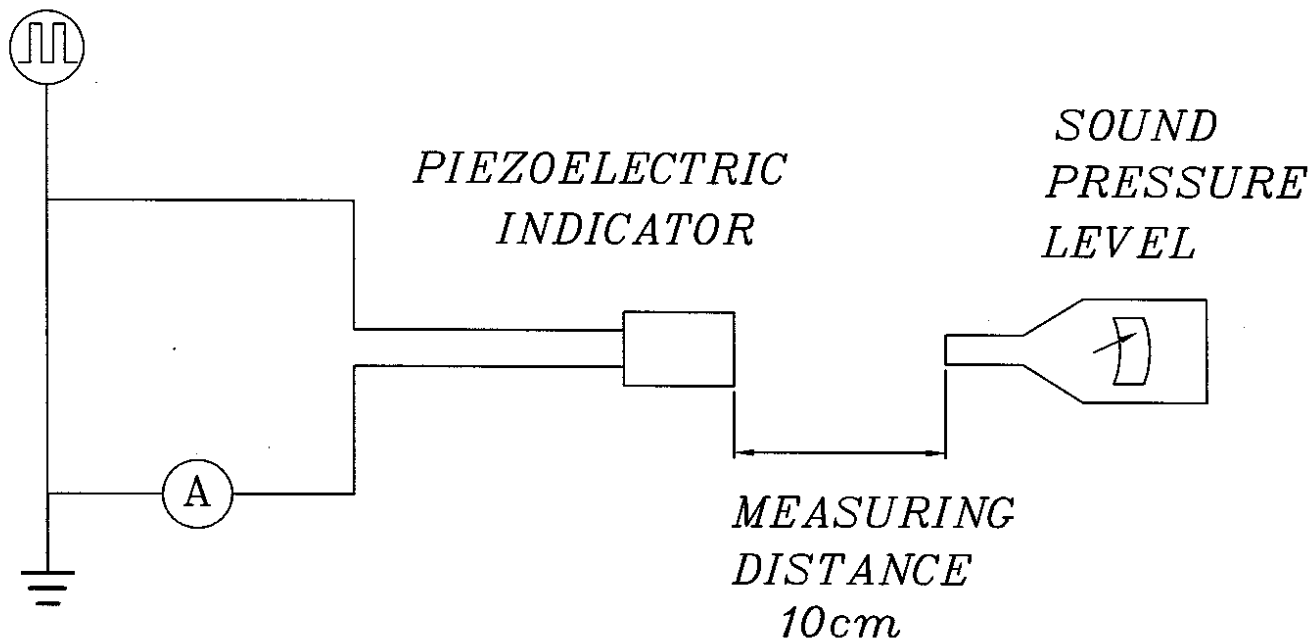 PIEZOELECTRIC
INDICATOR
SOUND
PRESSURE
LEVEL
A
MEASURING
DISTANCE
10cm